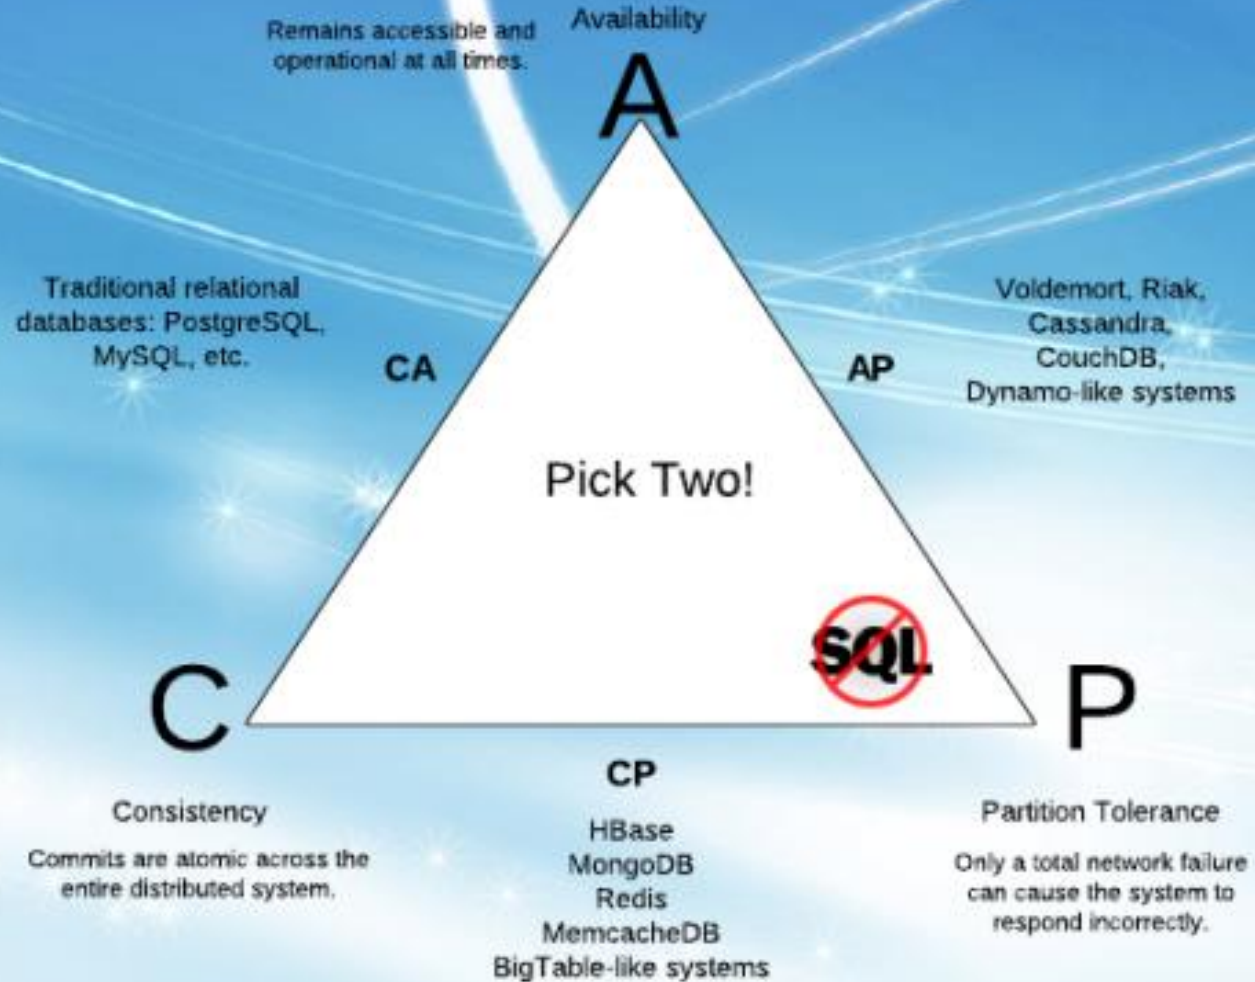 Availability
Remains accessible and
operational at all times.
A
Traditional relational
databases: PostgreSQL,
MySQL, etc.
CA
AP
Voldemort, Riak,
Cassandra,
CouchDB,
Dynamo-like systems
Pick Two!
SQL
C
P
CP
Consistency
Commits are atomic across the
entire distributed system.
HBase
MongoDB
Redis
MemcacheDB
BigTable-like systems
Partition Tolerance
Only a total network failure
can cause the system to
respond incorrectly.